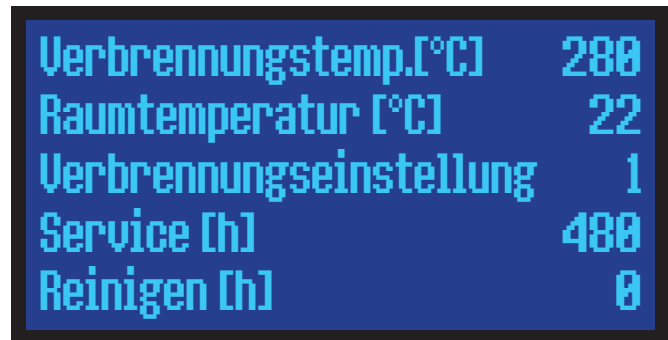 Verbrennungstemp.[°C] 280
Raumtemperatur [°C] 22
Verbrennungseinstellung 1
Service [h] 480
Reinigen [h] 0